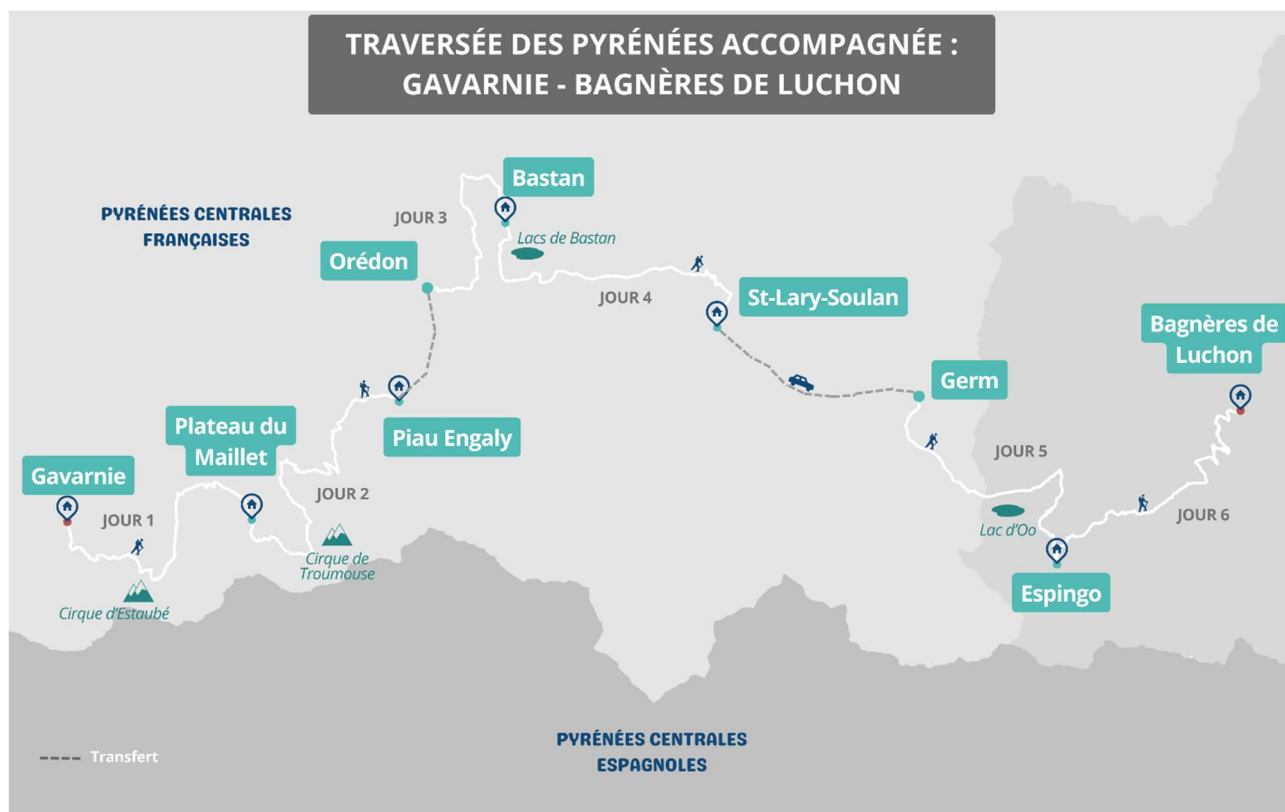 TRAVERSÉE DES PYRÉNÉES ACCOMPAGNÉE :
GAVARNIE - BAGNÈRES DE LUCHON
Bastan
PYRÉNÉES CENTRALES
FRANÇAISES
JOUR 3
Lacs de Bastan
Orédon
JOUR 4
St-Lary-Soulan
Bagnères de
Luchon
Germ
Piau Engaly
Plateau du
Maillet
Gavarnie
JOUR 1
JOUR 2
Cirque de
Troumouse
Cirque d'Estaubé
JOUR 5
Lac d'Oo
JOUR 6
Espingo
PYRÉNÉES CENTRALES
ESPAGNOLES
Transfert